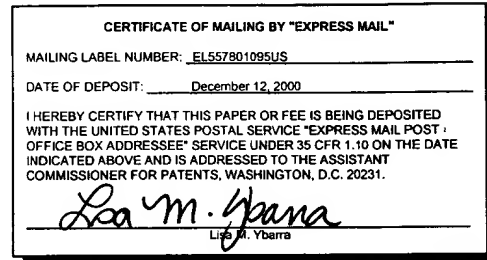 CERTIFICATE OF MAILING BY "EXPRESS MAIL"
MAILING LABEL NUMBER: EL557801095US
DATE OF DEPOSIT: December 12, 2000
I HEREBY CERTIFY THAT THIS PAPER OR FEE IS BEING DEPOSITED
WITH THE UNITED STATES POSTAL SERVICE "EXPRESS MAIL POST
OFFICE BOX ADDRESSEE" SERVICE UNDER 35 CFR 1.10 ON THE DATE
INDICATED ABOVE AND IS ADDRESSED TO THE ASSISTANT
COMMISSIONER FOR PATENTS, WASHINGTON, D.C. 20231.
Lisa M. Ybarra
Lisa M. Ybarra